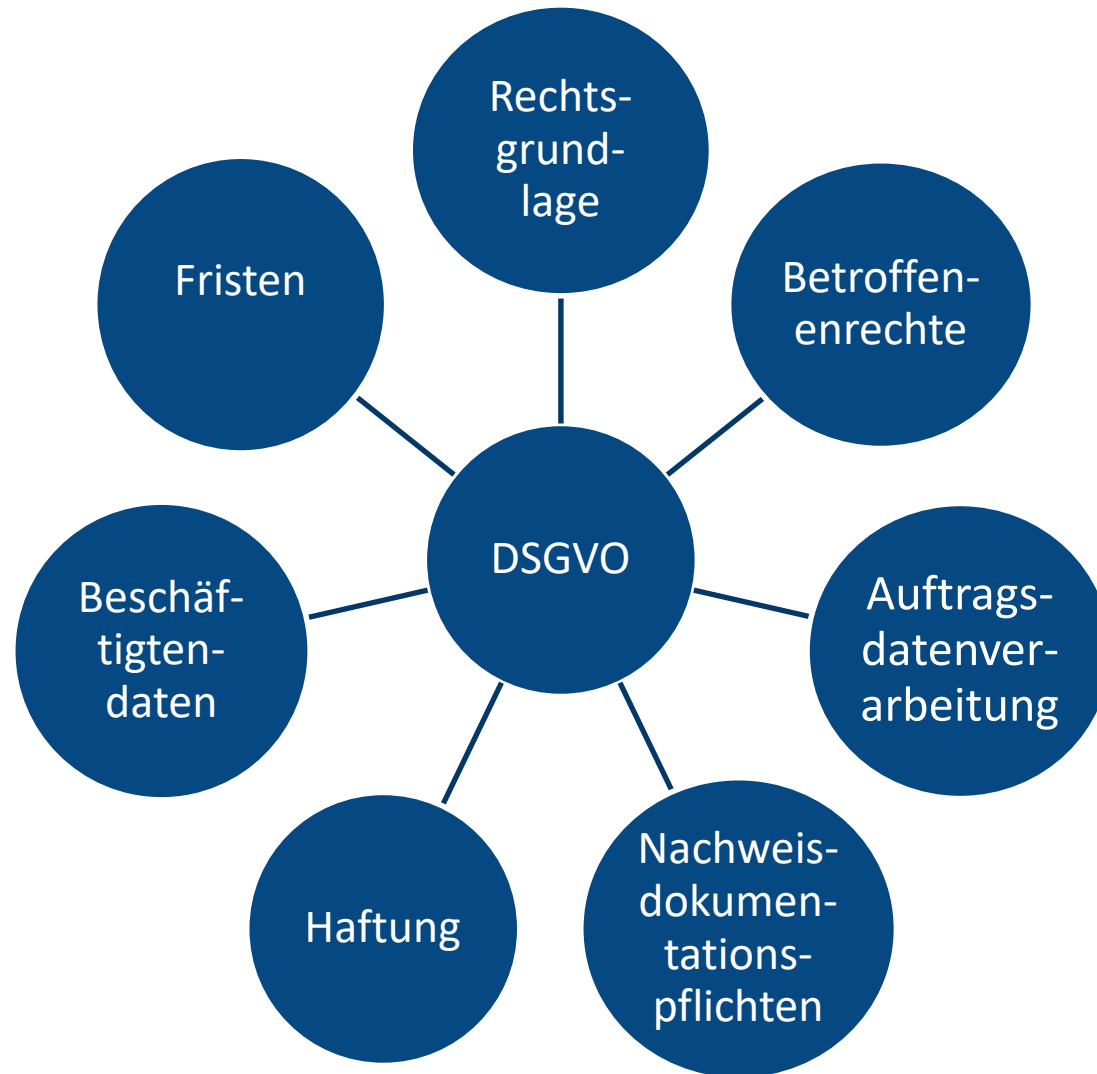 Rechts-
grund-
lage
Fristen
Betroffen-
enrechte
DSGVO
Beschäf-
tigten-
daten
Auftrags-
datenver-
arbeitung
Haftung
Nachweis-
dokumen-
tations-
pflichten